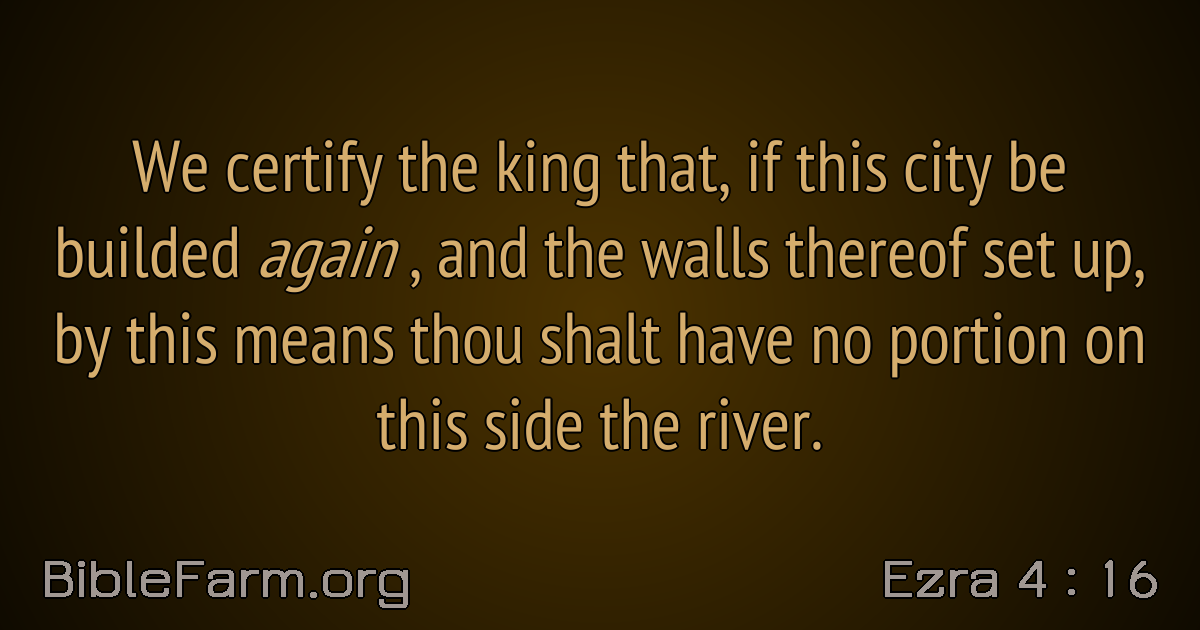 We certify the king that, if this city be
builded again , and the walls thereof set up,
by this means thou shalt have no portion on
this side the river.
BibleFarm.org
Ezra 4 : 16